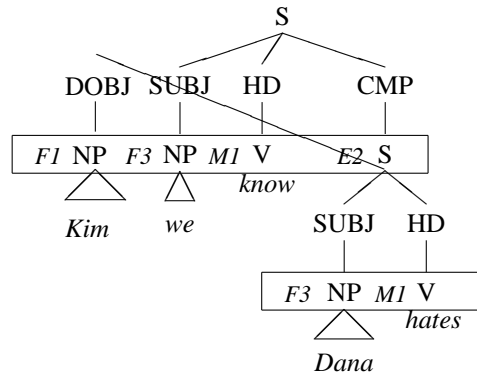 S
DOBJ SUBJ HD CMP
F1 NP F3 NP M1 V E2 S
know
Kim we
SUBJ HD
F3 NP M1 V
hates
Dana